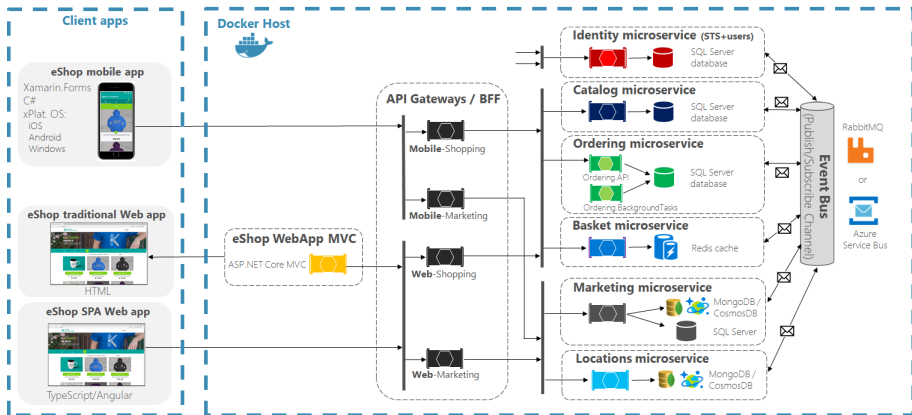 Client apps
eShop mobile app
Xamarin.Forms
C#
xPlat. OS:
iOS
Android
Windows
eShop traditional Web app
HTML
eShop SPA Web app
TypeScript/Angular
Docker Host
eShop WebApp MVC
ASP.NET Core MVC
API Gateways / BFF
Mobile-Shopping
Mobile-Marketing
Web-Shopping
Web-Marketing
Identity microservice (STS+users)
SQL Server
database
Catalog microservice
SQL Server
database
Ordering microservice
Ordering.API
SQL Server
database
Ordering.BackgroundTasks
Basket microservice
Redis cache
Marketing microservice
MongoDB /
CosmosDB
SQL Server
Locations microservice
MongoDB /
CosmosDB
Event Bus
(Publish/Subscribe Channel)
RabbitMQ
or
Azure
Service Bus